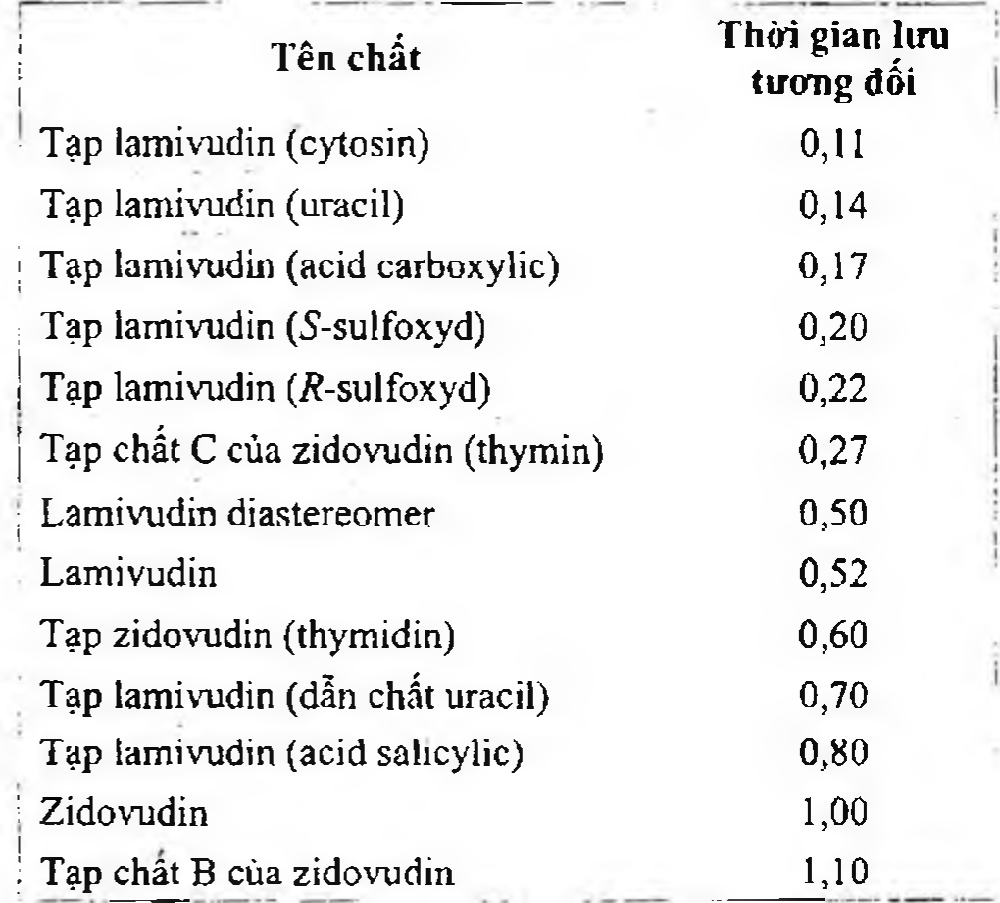 Tên chất
Thời gian lưu
tương đối
Tạp lamivudin (cytosin) 0,11
Tạp lamivudin (uracil) 0,14
Tạp lamivudin (acid carboxylic) 0,17
Tạp lamivudin (S-sulfoxyd) 0,20
Tạp lamivudin (R-sulfoxyd) 0,22
Tạp chất C của zidovudin (thymin) 0,27
Lamivudin diastereomer 0,50
Lamivudin 0,52
Tạp zidovudin (thymidin) 0,60
Tạp lamivudin (dẫn chất uracil) 0,70
Tạp lamivudin (acid salicylic) 0,80
Zidovudin 1,00
Tạp chất B của zidovudin 1,10